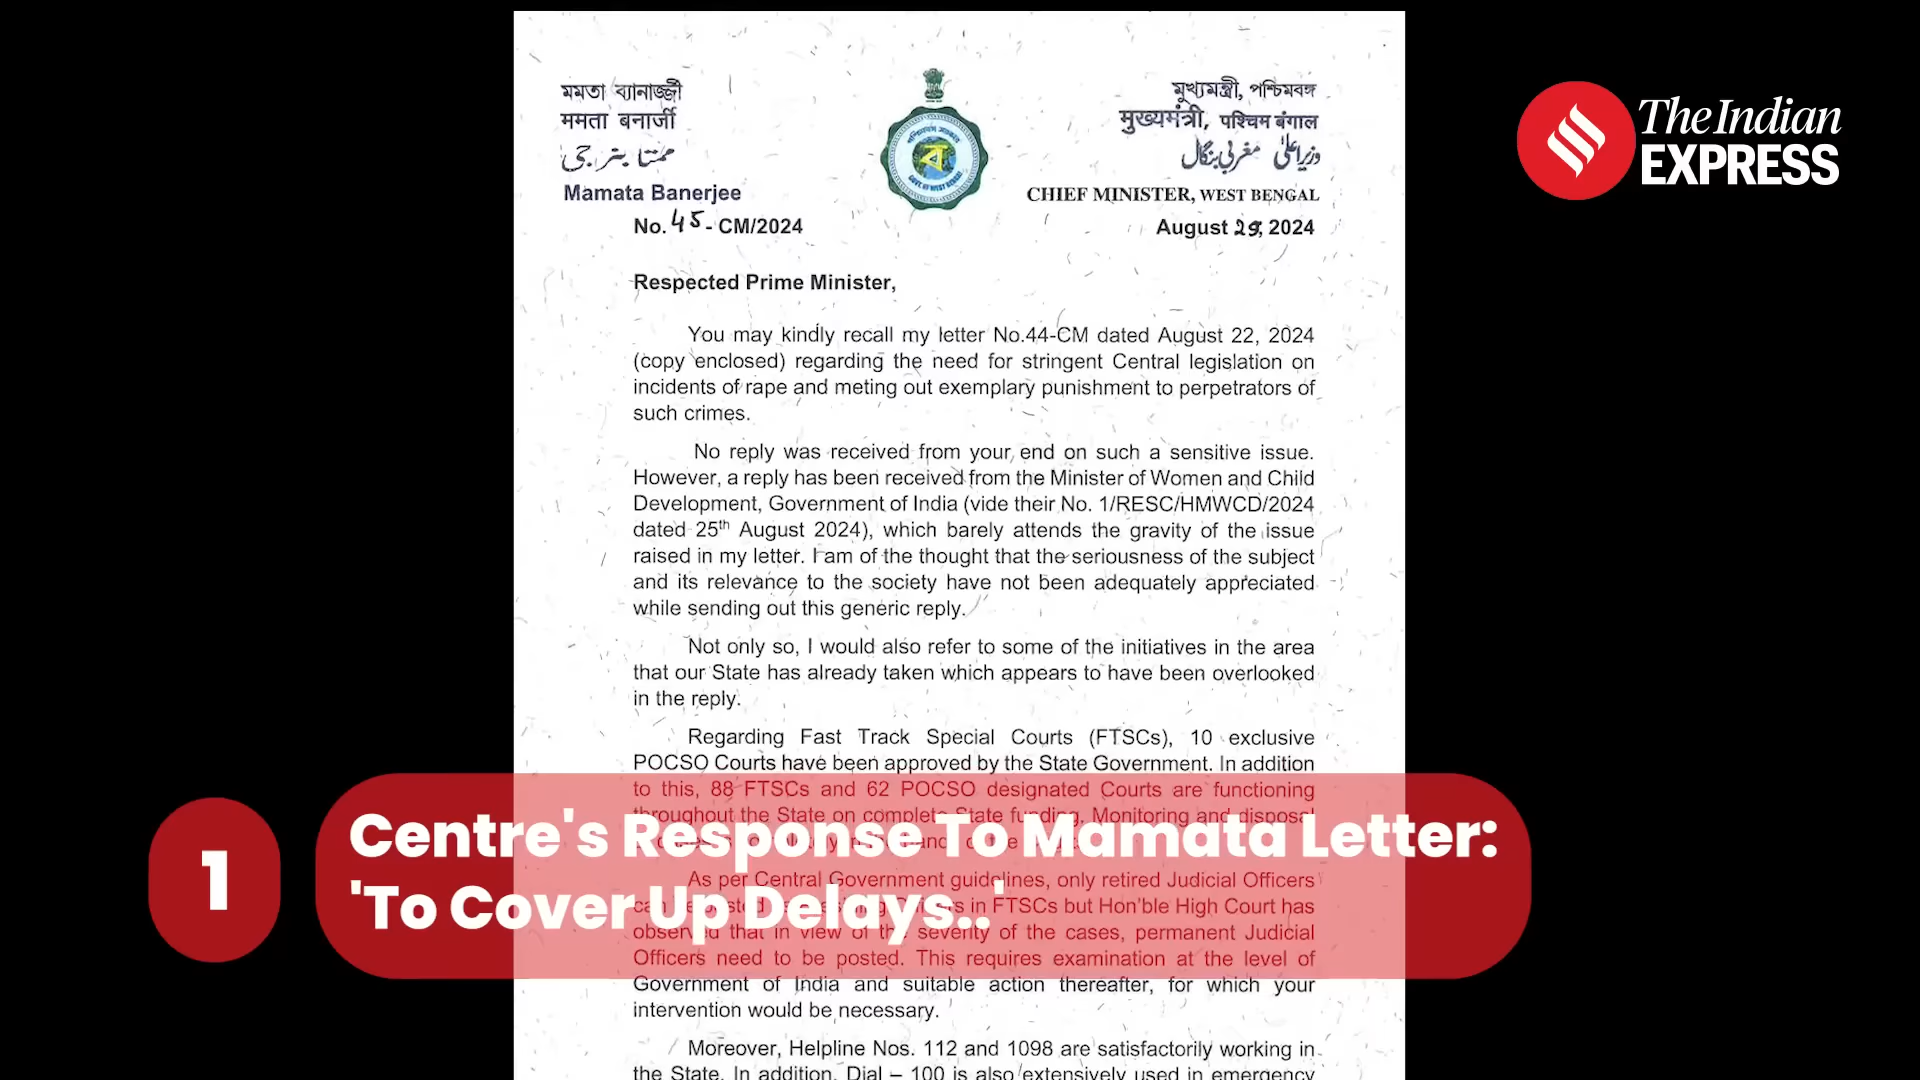 মমতা ব্যানার্জ্জী
ममता बनार्जी
ممتا بنرجی
Mamata Banerjee
No. 45 - CM/2024
মুখ্যমন্ত্রী, পশ্চিমবঙ্গ
मुख्यमंत्री, पश्चिम बंगाल
وزیراعلیٰ مغربی بنگال
CHIEF MINISTER, WEST BENGAL
August 29, 2024
The Indian
EXPRESS
Respected Prime Minister,
You may kindly recall my letter No.44-CM dated August 22, 2024
(copy enclosed) regarding the need for stringent Central legislation on
incidents of rape and meting out exemplary punishment to perpetrators of
such crimes.
No reply was received from your end on such a sensitive issue.
However, a reply has been received from the Minister of Women and Child
Development, Government of India (vide their No. 1/RESC/HMWCD/2024
dated 25th August 2024), which barely attends the gravity of the issue
raised in my letter. I am of the thought that the seriousness of the subject
and its relevance to the society have not been adequately appreciated
while sending out this generic reply.
Not only so, I would also refer to some of the initiatives in the area
that our State has already taken which appears to have been overlooked
in the reply.
Regarding Fast Track Special Courts (FTSCs), 10 exclusive
POCSO Courts have been approved by the State Government. In addition
to this, 88 FTSCs and 62 POCSO designated Courts are functioning
throughout the State on complete State funding. Monitoring and disposal
1
Centre's Response To Mamata Letter:
'To Cover Up Delays..'
As per Central Government guidelines, only retired Judicial Officers
in FTSCs but Hon'ble High Court has
observed that in view of the severity of the cases, permanent Judicial
Officers need to be posted. This requires examination at the level of
Government of India and suitable action thereafter, for which your
intervention would be necessary.
Moreover, Helpline Nos. 112 and 1098 are satisfactorily working in
the State. In addition, Dial – 100 is also extensively used in emergency